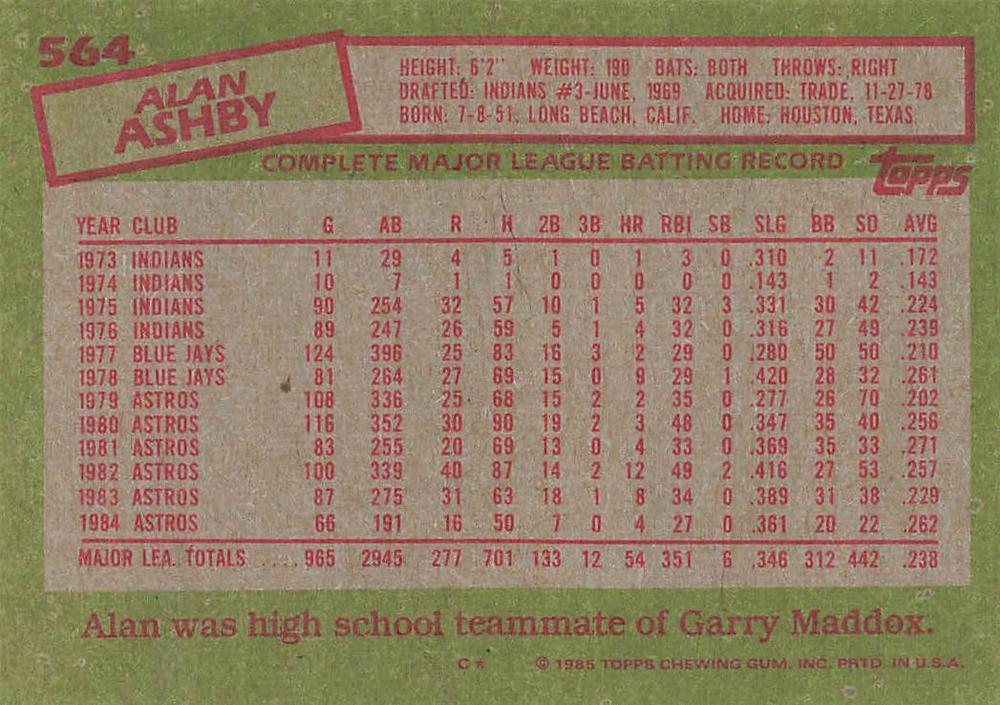 564
ALAN
ASHBY
HEIGHT: 6'2" WEIGHT: 190 BATS: BOTH THROWS: RIGHT
DRAFTED: INDIANS #3-JUNE, 1969 ACQUIRED: TRADE, 11-27-78
BORN: 7-8-51, LONG BEACH, CALIF. HOME: HOUSTON, TEXAS
COMPLETE MAJOR LEAGUE BATTING RECORD
topps
YEAR CLUB G AB R H 2B 3B HR RBI SB SLG BB SO AVG
1973 INDIANS 11 29 4 5 1 0 1 3 0 .310 2 11 .172
1974 INDIANS 10 7 1 1 0 0 0 0 0 .143 1 2 .143
1975 INDIANS 90 254 32 57 10 1 5 32 3 .331 30 42 .224
1976 INDIANS 89 247 26 59 5 1 4 32 0 .316 27 49 .239
1977 BLUE JAYS 124 396 25 83 16 3 2 29 0 .280 50 50 .210
1978 BLUE JAYS 81 264 27 69 15 0 9 29 1 .420 28 32 .261
1979 ASTROS 108 336 25 68 15 2 2 35 0 .277 26 70 .202
1980 ASTROS 116 352 30 90 19 2 3 48 0 .347 35 40 .256
1981 ASTROS 83 255 20 69 13 0 4 33 0 .369 35 33 .271
1982 ASTROS 100 339 40 87 14 2 12 49 2 .416 27 53 .257
1983 ASTROS 87 275 31 63 18 1 8 34 0 .389 31 38 .229
1984 ASTROS 66 191 16 50 7 0 4 27 0 .361 20 22 .262
MAJOR LEA. TOTALS .... 965 2945 277 701 133 12 54 351 6 .346 312 442 .238
Alan was high school teammate of Garry Maddox.
C* © 1985 TOPPS CHEWING GUM, INC. PRTD. IN U.S.A.